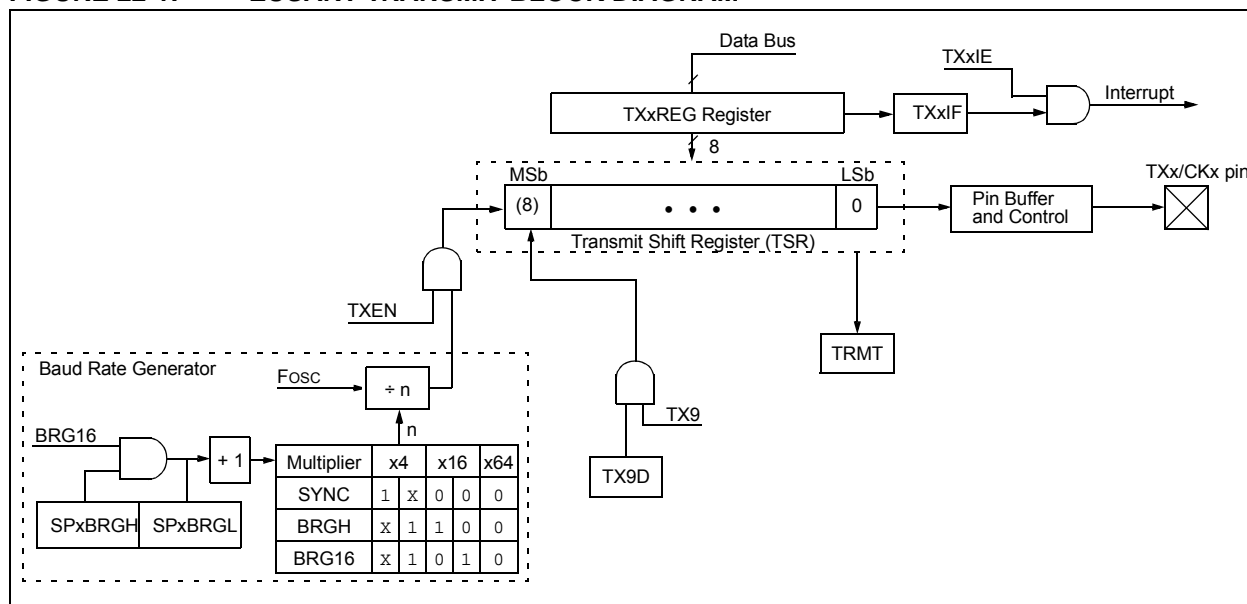 Data Bus
TXxIE
Interrupt
TXxREG Register
TXxIF
8
MSb
LSb
TXx/CKx pin
(8)
• • •
0
Pin Buffer
and Control
Transmit Shift Register (TSR)
TXEN
TRMT
Baud Rate Generator
FOSC
÷ n
TX9
n
BRG16
+ 1
Multiplier x4 x16 x64
TX9D
SYNC 1 X 0 0 0
SPxBRGH SPxBRGL
BRGH X 1 1 0 0
BRG16 X 1 0 1 0